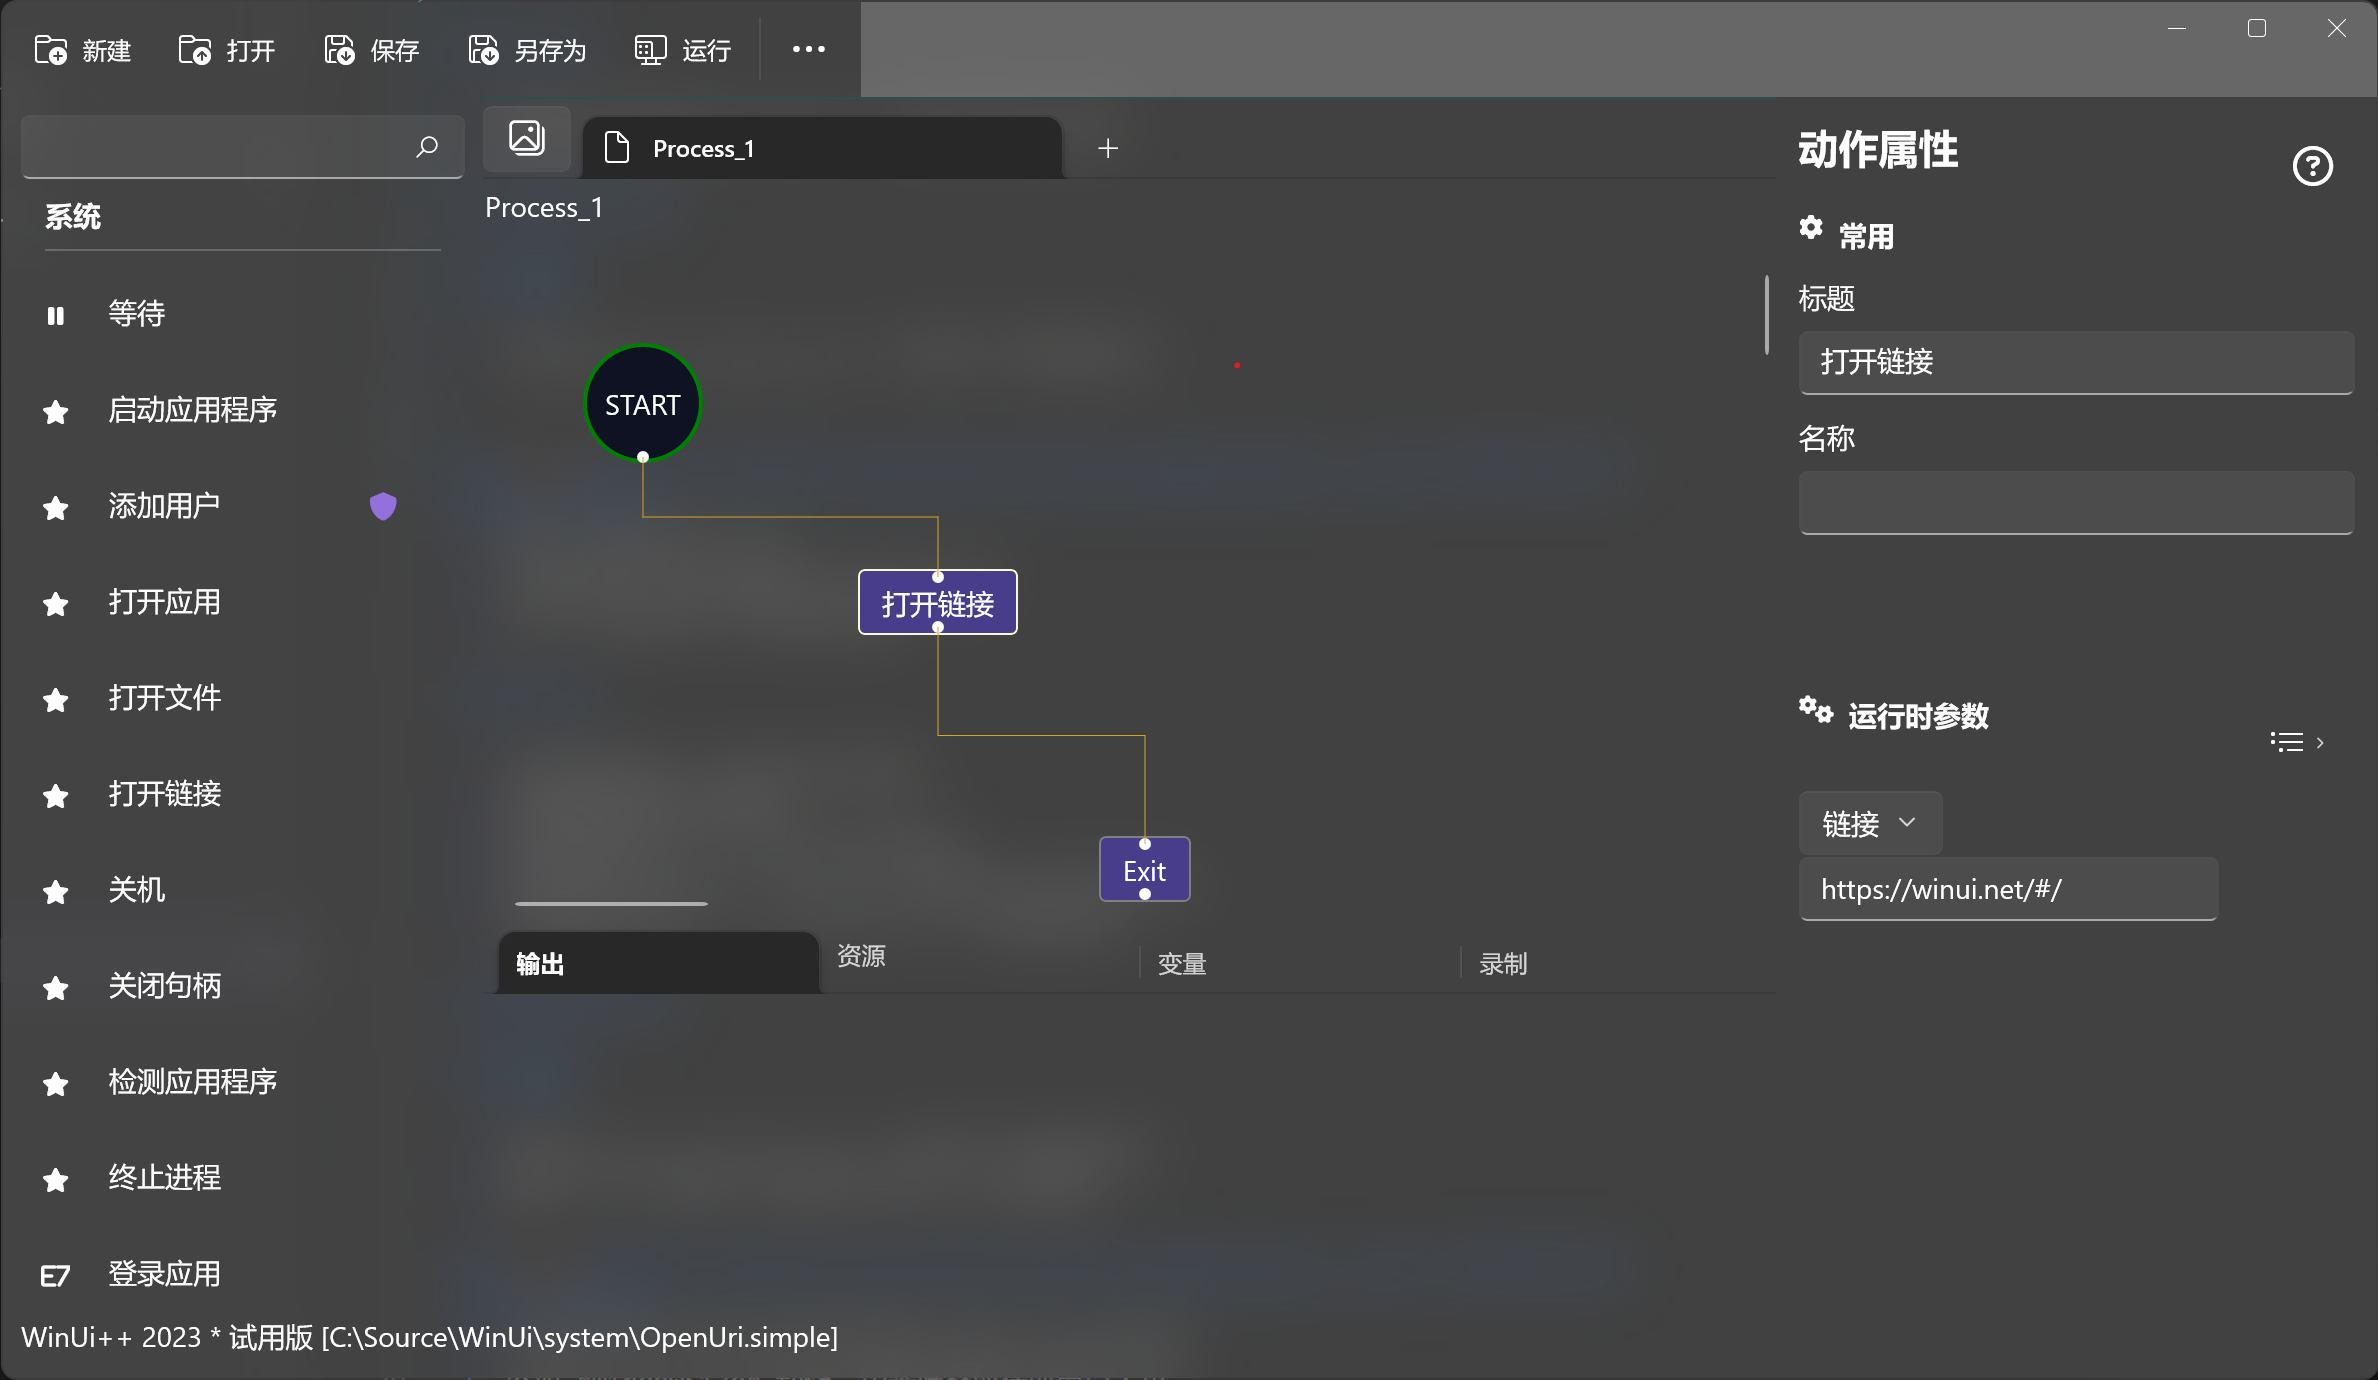 新建 打开 保存 另存为 运行
Process_1
系统
等待
启动应用程序
添加用户
打开应用
打开文件
打开链接
关机
关闭句柄
检测应用程序
终止进程
E7 登录应用
Process_1
START
打开链接
Exit
输出 资源 变量 录制
动作属性
常用
标题
打开链接
名称
运行时参数
链接
https://winui.net/#/
WinUi++ 2023 * 试用版 [C:\Source\WinUi\system\OpenUri.simple]